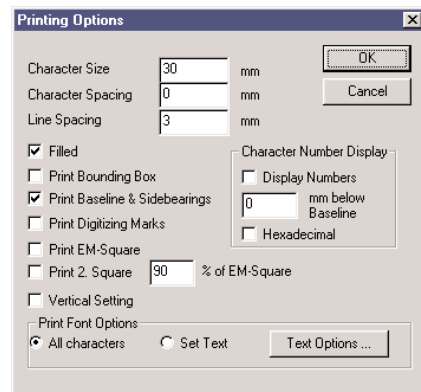 Printing Options
Character Size 30 mm
OK
Character Spacing 0 mm
Cancel
Line Spacing 3 mm
Filled
Print Bounding Box
Print Baseline & Sidebearings
Print Digitizing Marks
Print EM-Square
Print 2. Square 90 % of EM-Square
Vertical Setting
Character Number Display
Display Numbers
0 mm below
Baseline
Hexadecimal
Print Font Options
All characters Set Text Text Options ...